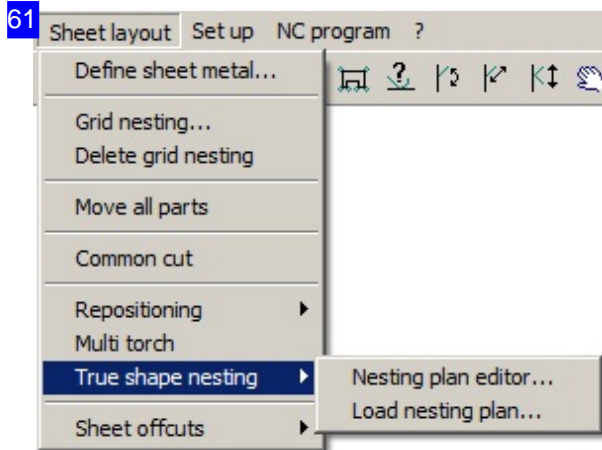 61
Sheet layout Set up NC program ?
Define sheet metal...
Grid nesting...
Delete grid nesting
Move all parts
Common cut
Repositioning
Multi torch
True shape nesting
Nesting plan editor...
Load nesting plan...
Sheet offcuts